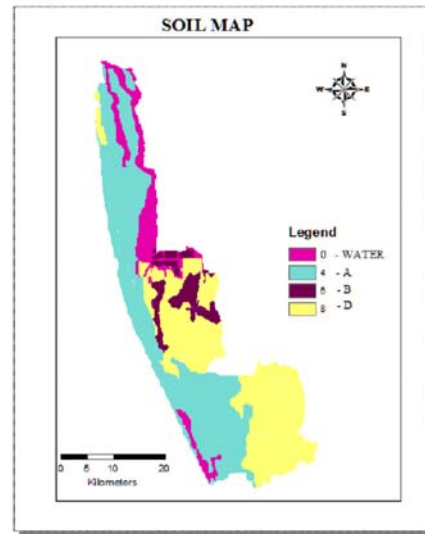 SOIL MAP
N
W E
S
Legend
0 - WATER
4 - A
6 - B
8 - D
0 5 10 20
Kilometers